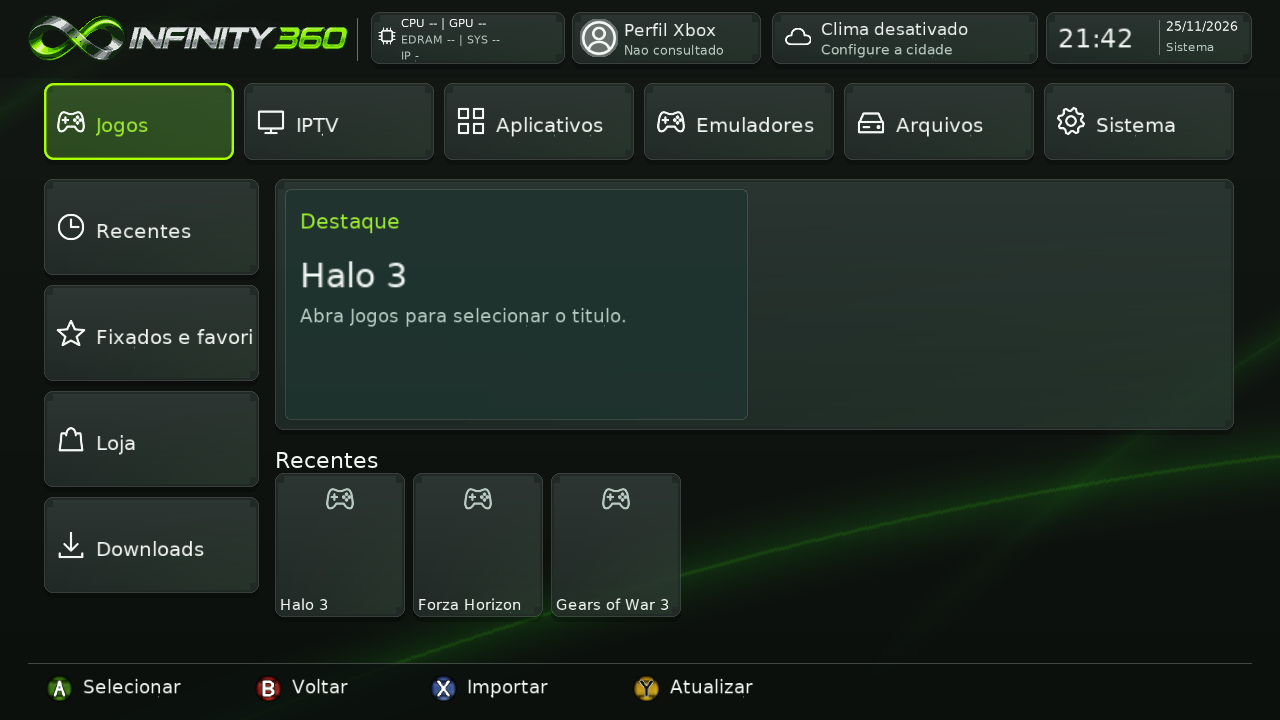 INFINITY 360
CPU -- | GPU --
EDRAM -- | SYS --
IP -
Perfil Xbox
Nao consultado
Clima desativado
Configure a cidade
21:42
25/11/2026
Sistema
Jogos
IPTV
Aplicativos
Emuladores
Arquivos
Sistema
Recentes
Fixados e favori
Loja
Downloads
Destaque
Halo 3
Abra Jogos para selecionar o titulo.
Recentes
Halo 3
Forza Horizon
Gears of War 3
A Selecionar
B Voltar
X Importar
Y Atualizar